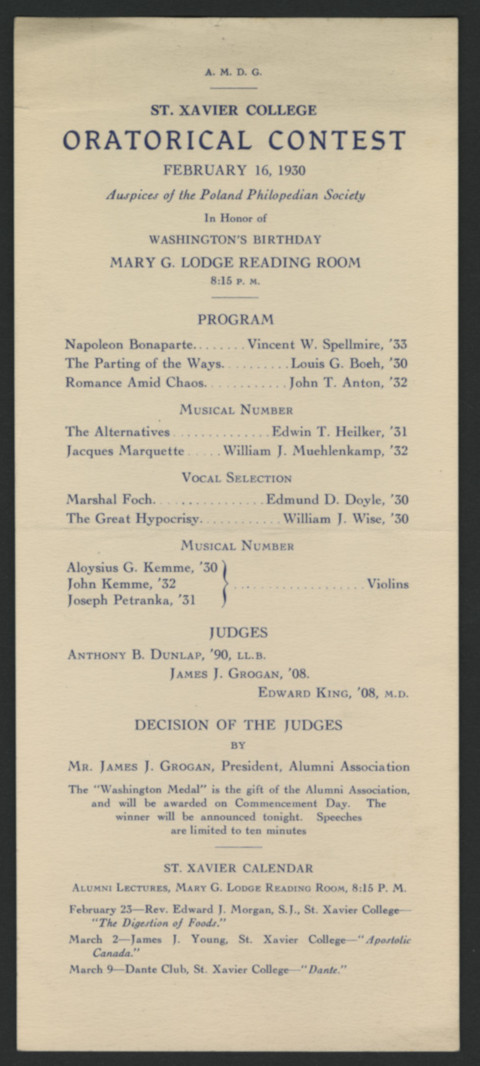 A. M. D. G.
ST. XAVIER COLLEGE
ORATORICAL CONTEST
FEBRUARY 16, 1930
Auspices of the Poland Philopedian Society
In Honor of
WASHINGTON'S BIRTHDAY
MARY G. LODGE READING ROOM
8:15 P. M.
PROGRAM
Napoleon Bonaparte........Vincent W. Spellmire, '33
The Parting of the Ways..........Louis G. Boeh, '30
Romance Amid Chaos............John T. Anton, '32
MUSICAL NUMBER
The Alternatives..............Edwin T. Heilker, '31
Jacques Marquette.....William J. Muehlenkamp, '32
VOCAL SELECTION
Marshal Foch................Edmund D. Doyle, '30
The Great Hypocrisy............William J. Wise, '30
MUSICAL NUMBER
Aloysius G. Kemme, '30
John Kemme, '32
Joseph Petranka, '31
} ...................Violins
JUDGES
ANTHONY B. DUNLAP, '90, LL.B.
JAMES J. GROGAN, '08.
EDWARD KING, '08, M.D.
DECISION OF THE JUDGES
BY
MR. JAMES J. GROGAN, President, Alumni Association
The "Washington Medal" is the gift of the Alumni Association,
and will be awarded on Commencement Day. The
winner will be announced tonight. Speeches
are limited to ten minutes
ST. XAVIER CALENDAR
ALUMNI LECTURES, MARY G. LODGE READING ROOM, 8:15 P. M.
February 23—Rev. Edward J. Morgan, S.J., St. Xavier College—
"The Digestion of Foods."
March 2—James J. Young, St. Xavier College—"Apostolic
Canada."
March 9—Dante Club, St. Xavier College—"Dante."